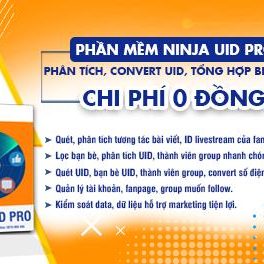 PHẦN MỀM NINJA UID PR
PHÂN TÍCH, CONVERT UID, TỔNG HỢP B
CHI PHÍ 0 ĐỒNG
Quét, phân tích tương tác bài viết, ID livestream của fan
Lọc bạn bè, phân tích UID, thành viên group nhanh chón
Quét UID, bạn bè UID, thành viên group, convert số điện
Quản lý tài khoản, fanpage, group muốn follow.
Kiểm soát data, dữ liệu hỗ trợ marketing tiện lợi.
D PRO